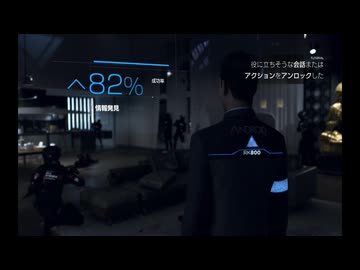 TUTORIAL
役に立ちそうな会話または
アクションをアンロックした
82%
成功率
情報発見
ANDROID
RK800